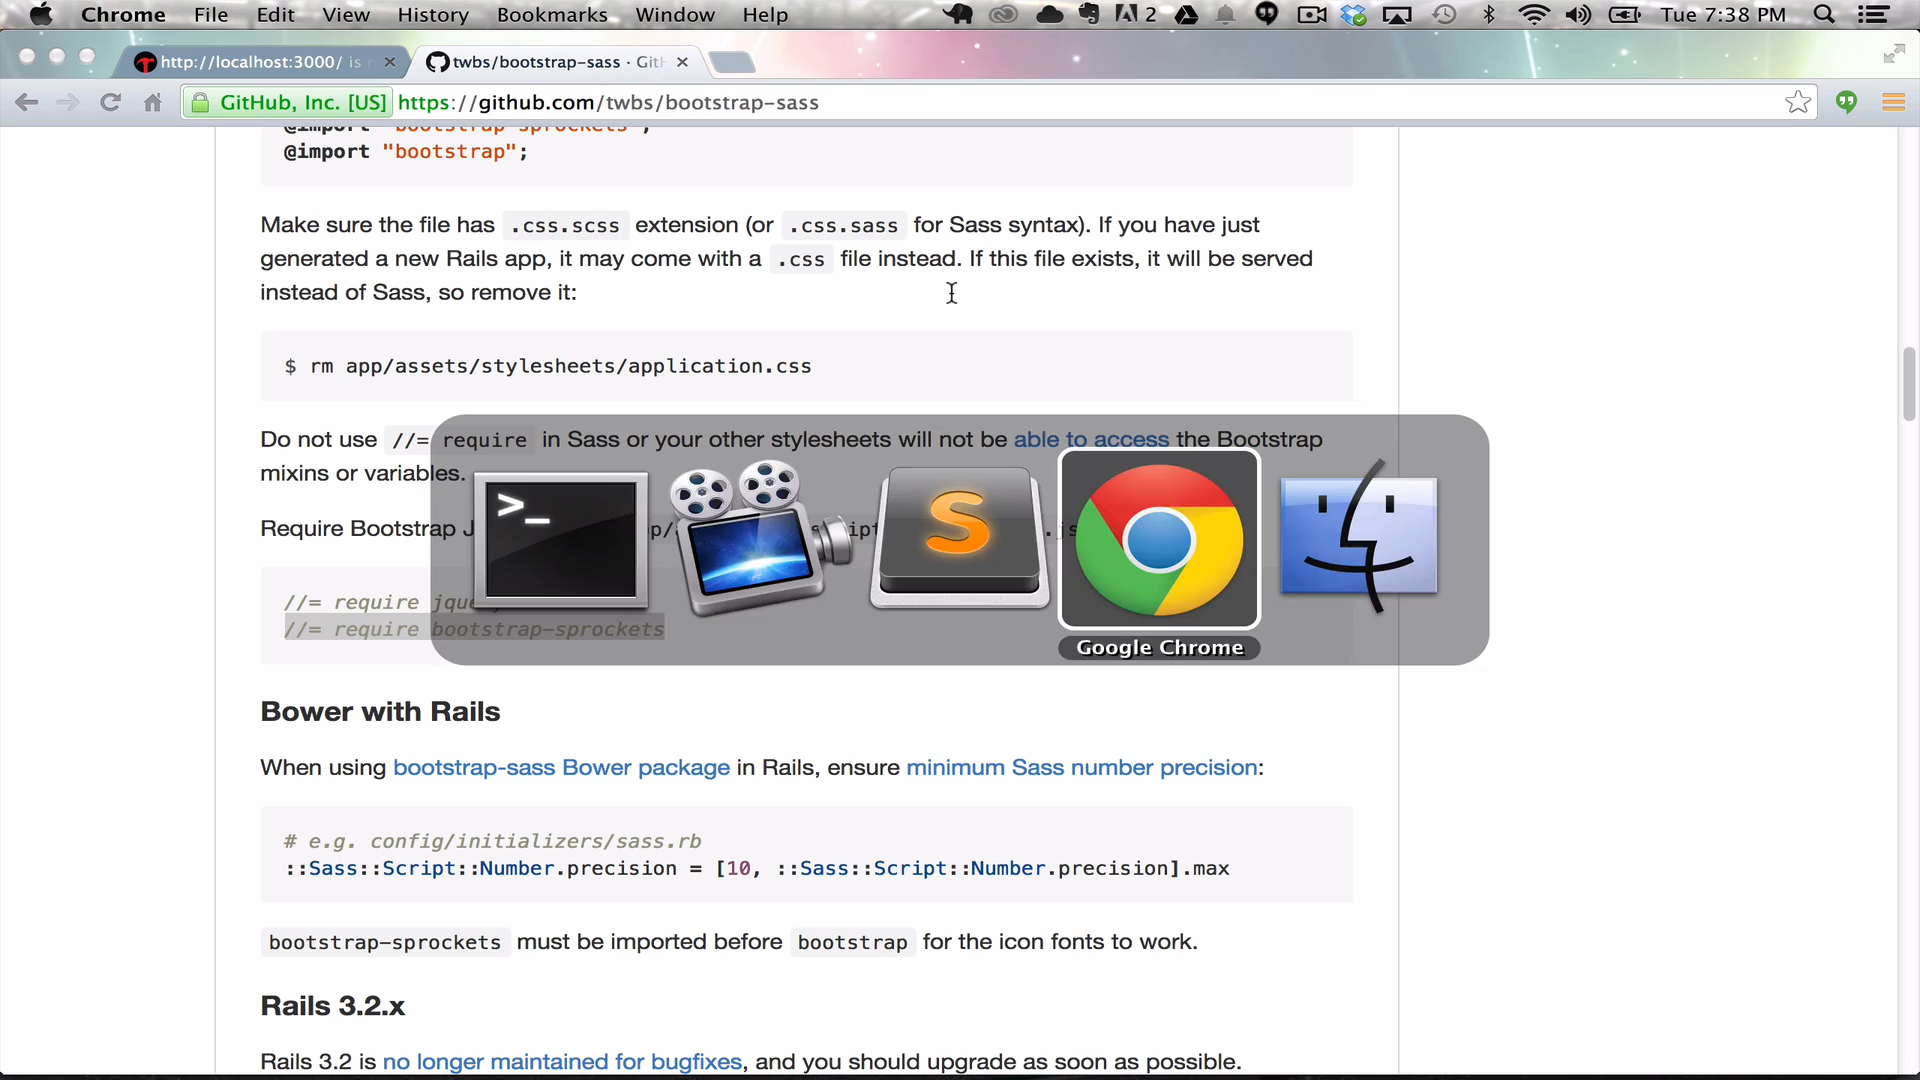 Chrome File Edit View History Bookmarks Window Help 2 Tue 7:38 PM
http://localhost:3000/ is twbs/bootstrap-sass · Git
GitHub, Inc. [US] https://github.com/twbs/bootstrap-sass
@import "bootstrap-sprockets";
@import "bootstrap";
Make sure the file has .css.scss extension (or .css.sass for Sass syntax). If you have just
generated a new Rails app, it may come with a .css file instead. If this file exists, it will be served
instead of Sass, so remove it:
$ rm app/assets/stylesheets/application.css
Do not use //= require in Sass or your other stylesheets will not be able to access the Bootstrap
mixins or variables.
Require Bootstrap J
//= require jque
//= require bootstrap-sprockets
>_
S
Google Chrome
Bower with Rails
When using bootstrap-sass Bower package in Rails, ensure minimum Sass number precision:
# e.g. config/initializers/sass.rb
::Sass::Script::Number.precision = [10, ::Sass::Script::Number.precision].max
bootstrap-sprockets must be imported before bootstrap for the icon fonts to work.
Rails 3.2.x
Rails 3.2 is no longer maintained for bugfixes, and you should upgrade as soon as possible.